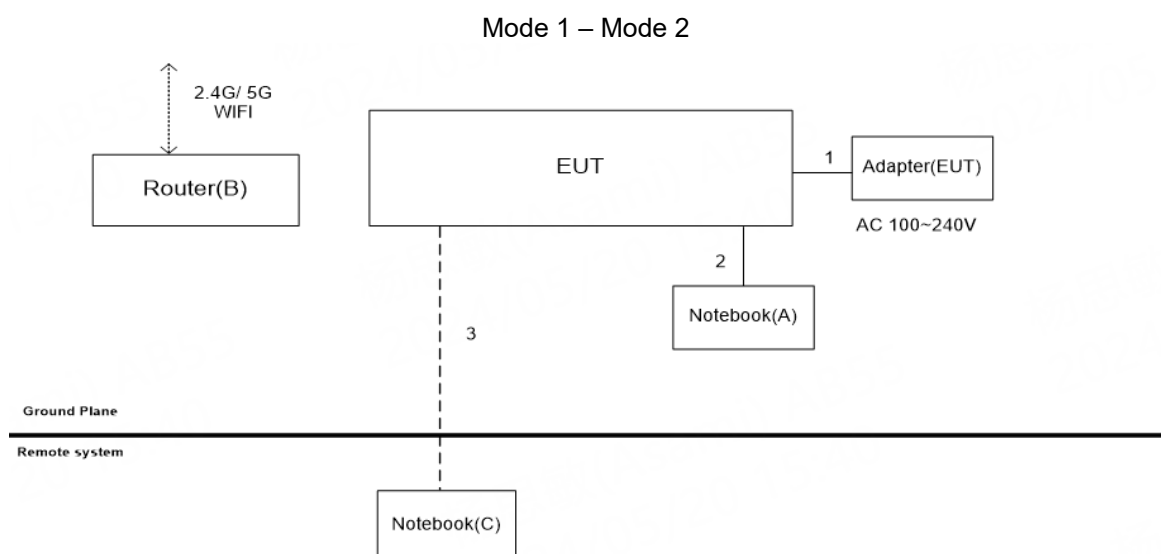 Mode 1 – Mode 2
2.4G/ 5G
WIFI
Router(B)
EUT
1
Adapter(EUT)
AC 100~240V
2
Notebook(A)
3
Ground Plane
Remote system
Notebook(C)